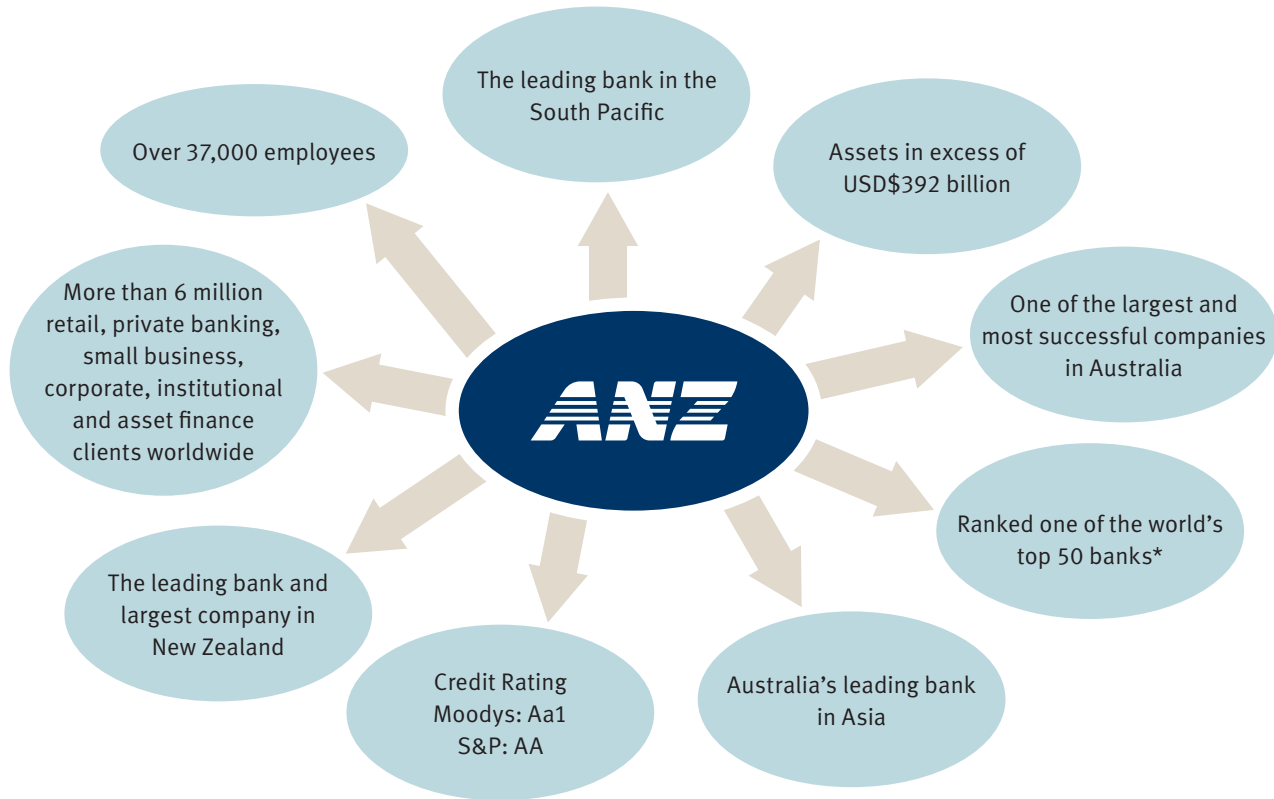 The leading bank in the
South Pacific
Over 37,000 employees
Assets in excess of
USD$392 billion
More than 6 million
retail, private banking,
small business,
corporate, institutional
and asset finance
clients worldwide
One of the largest and
most successful companies
in Australia
ANZ
Ranked one of the world’s
top 50 banks*
The leading bank and
largest company in
New Zealand
Credit Rating
Moodys: Aa1
S&P: AA
Australia’s leading bank
in Asia